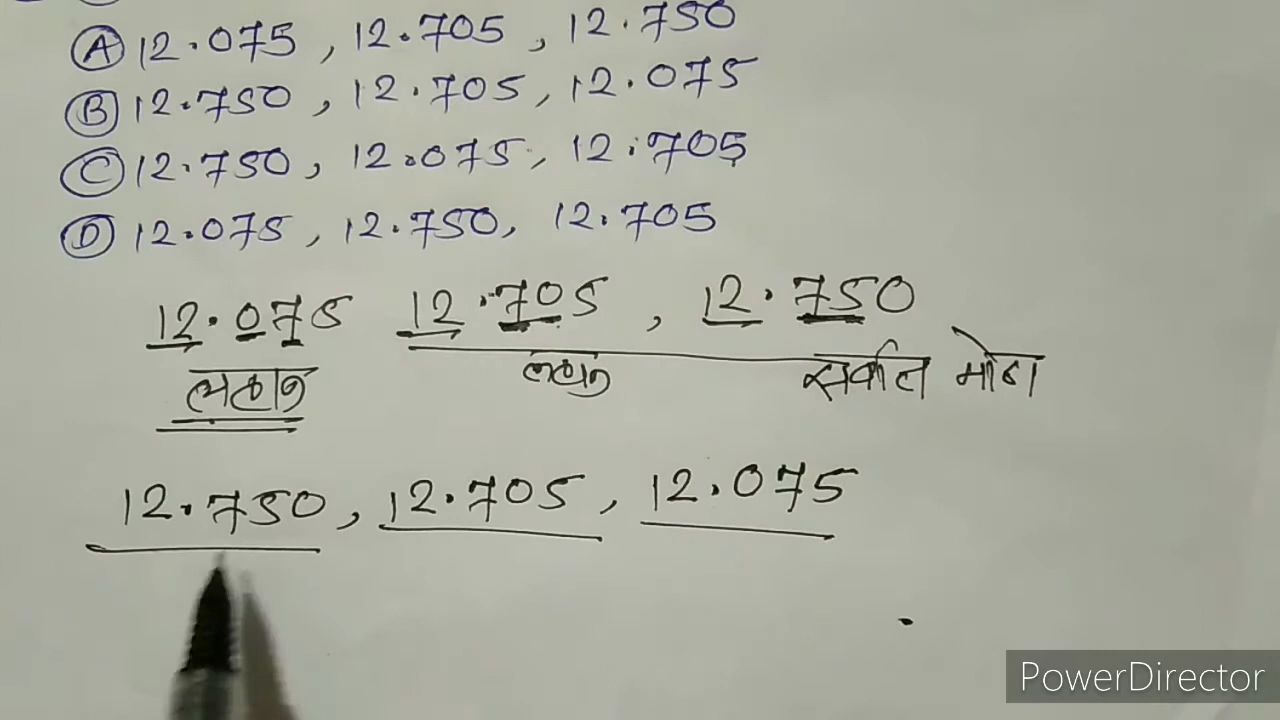 (A) 12.075, 12.705, 12.750
(B) 12.750, 12.705, 12.075
(C) 12.750, 12.075, 12.705
(D) 12.075, 12.750, 12.705
12.075 12.705, 12.750
लहान लहान सर्वात मोठा
12.750, 12.705, 12.075
PowerDirector